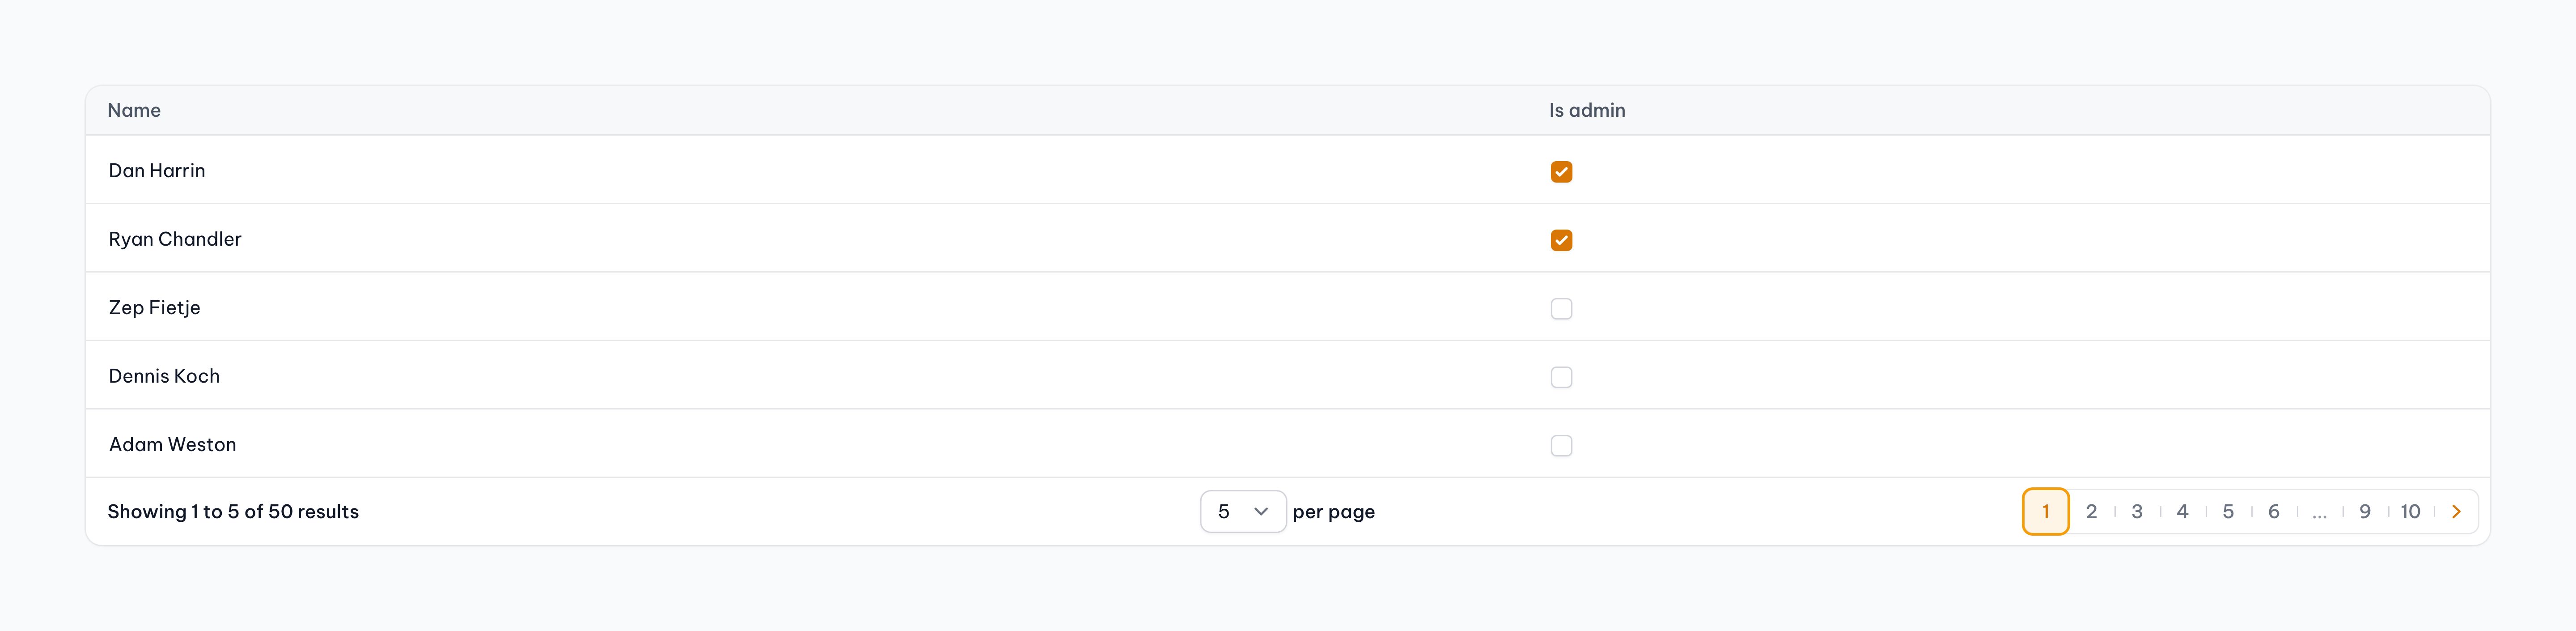 Name Is admin
Dan Harrin
Ryan Chandler
Zep Fietje
Dennis Koch
Adam Weston
Showing 1 to 5 of 50 results 5 per page 1 2 3 4 5 6 ... 9 10